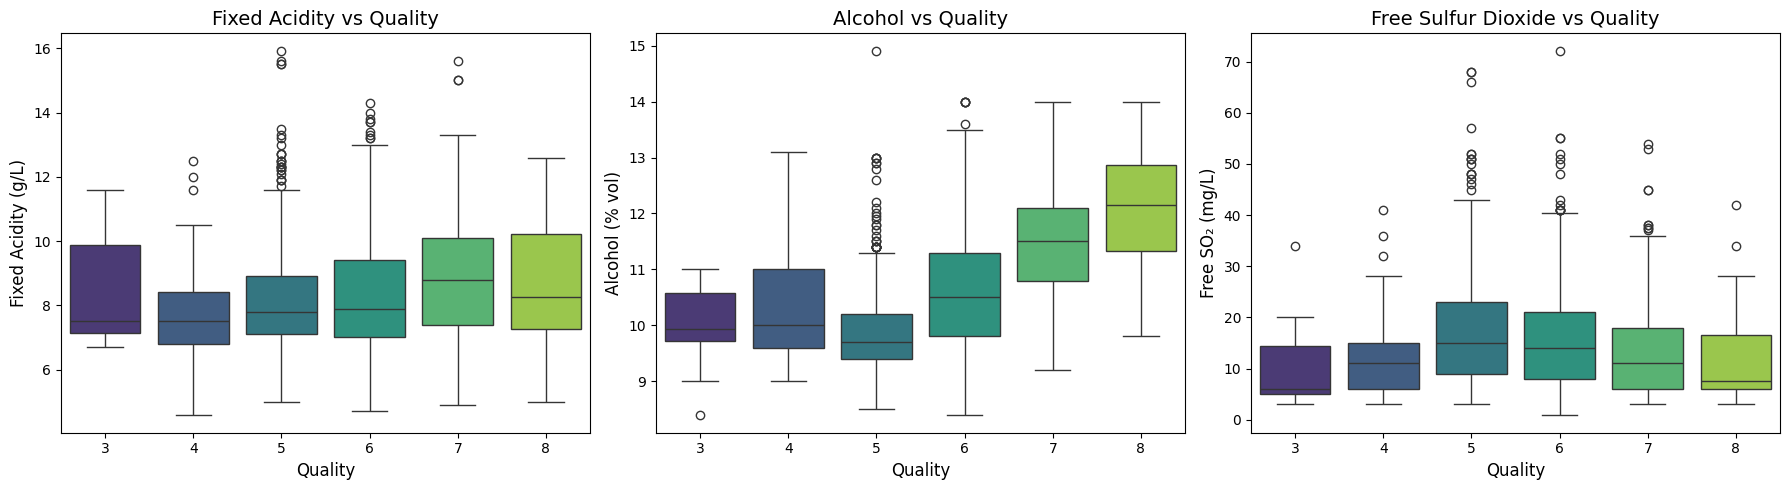 Fixed Acidity vs Quality
Fixed Acidity (g/L)
16
14
12
10
8
6
3 4 5 6 7 8
Quality
Alcohol vs Quality
Alcohol (% vol)
15
14
13
12
11
10
9
3 4 5 6 7 8
Quality
Free Sulfur Dioxide vs Quality
Free SO₂ (mg/L)
70
60
50
40
30
20
10
0
3 4 5 6 7 8
Quality